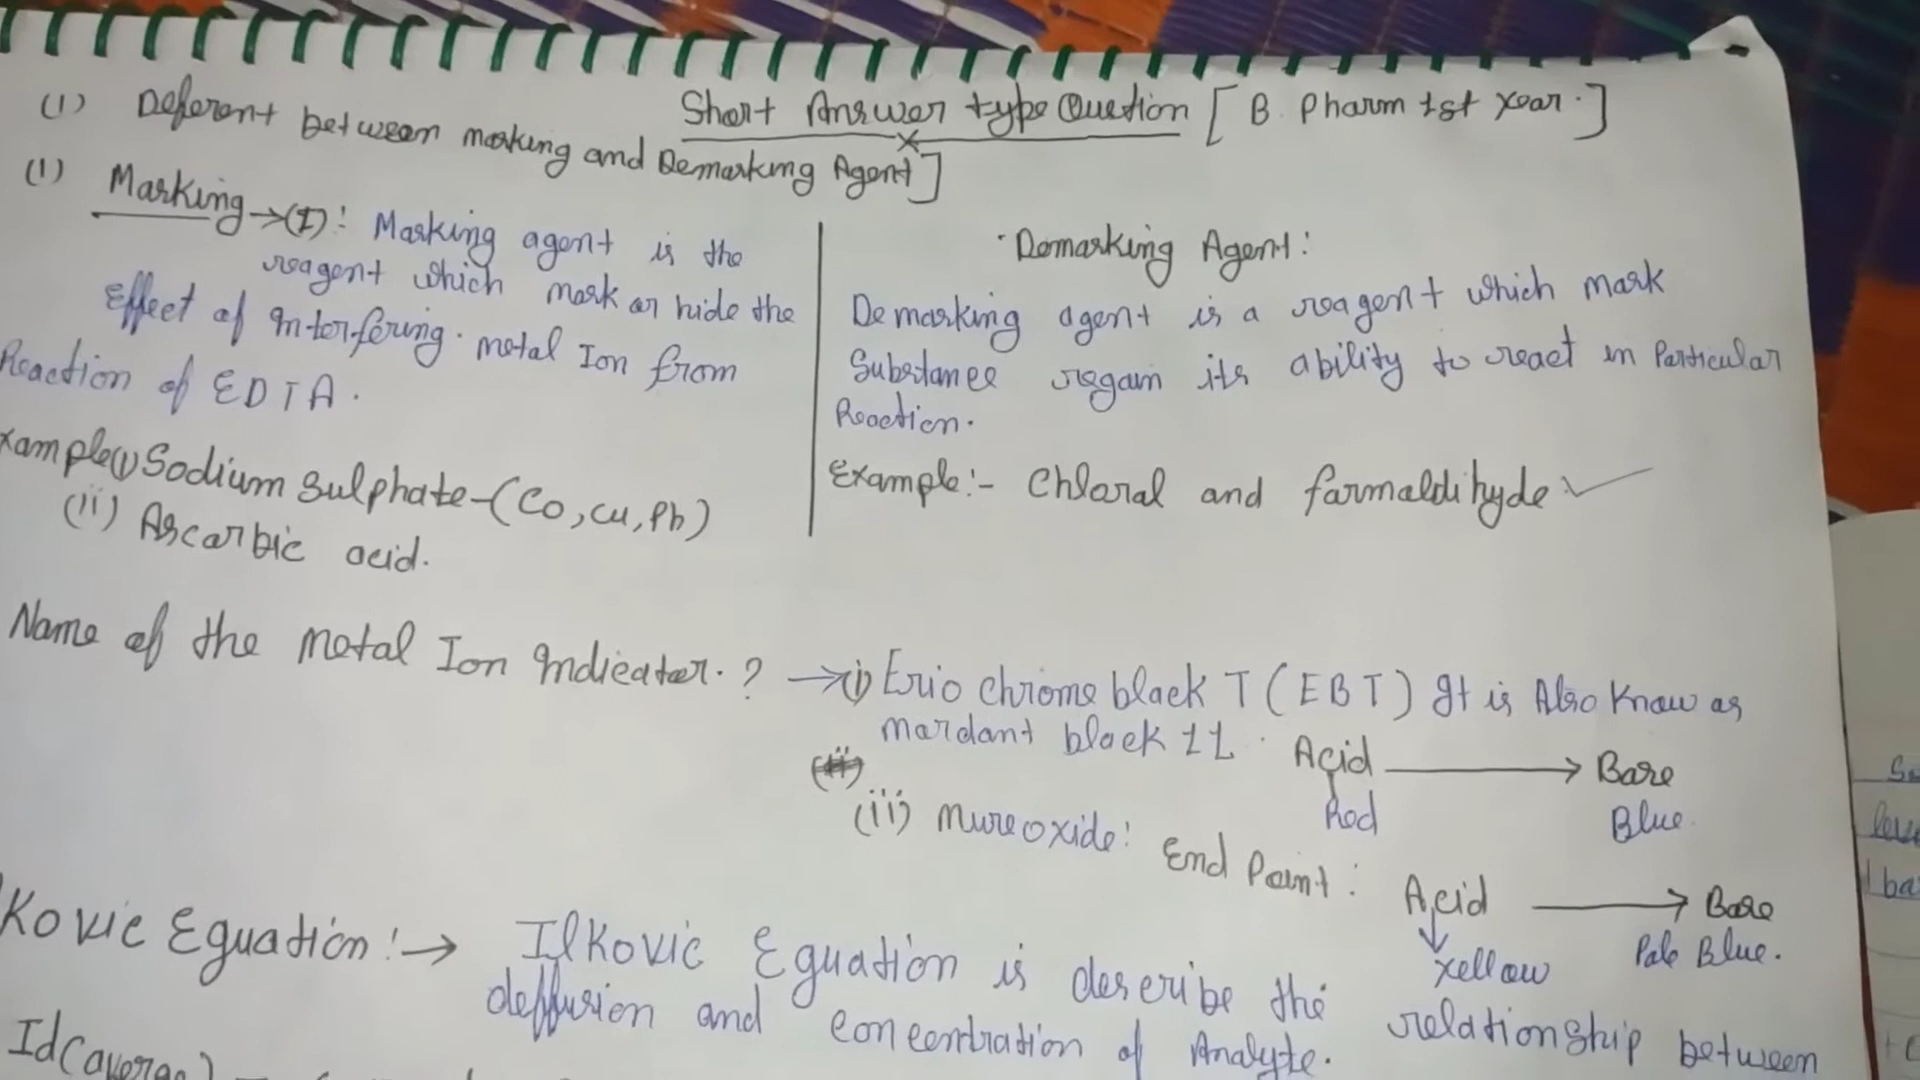 Short Answer type Question [B. Pharm 1st Year.]
(1) Deferent between marking and Demarking Agent]
(1) Marking →(I): Marking agent is the
reagent which mark or hide the
Effect of Interfering. metal Ion from
Reaction of EDTA.
xample(i) Sodium Sulphate-(Co, Cu, Pb)
(ii) Ascarbic acid.
Demarking Agent:
Demarking agent is a reagent which mark
Substance regain its ability to react in Particular
Reaction.
Example:- Chloral and farmaldihyde
Name of the metal Ion Indicator. ? →(i) Erio chrome black T (EBT) It is Also Know as
mardant black 11. Acid → Base
Red Blue
(iii) Mureoxide: End Point: Acid → Base
Yellow Pale Blue.
Kovic Equation:→ Ilkovic Equation is describe the relationship between
deffusion and concentration of Analyte.
Id(average) =